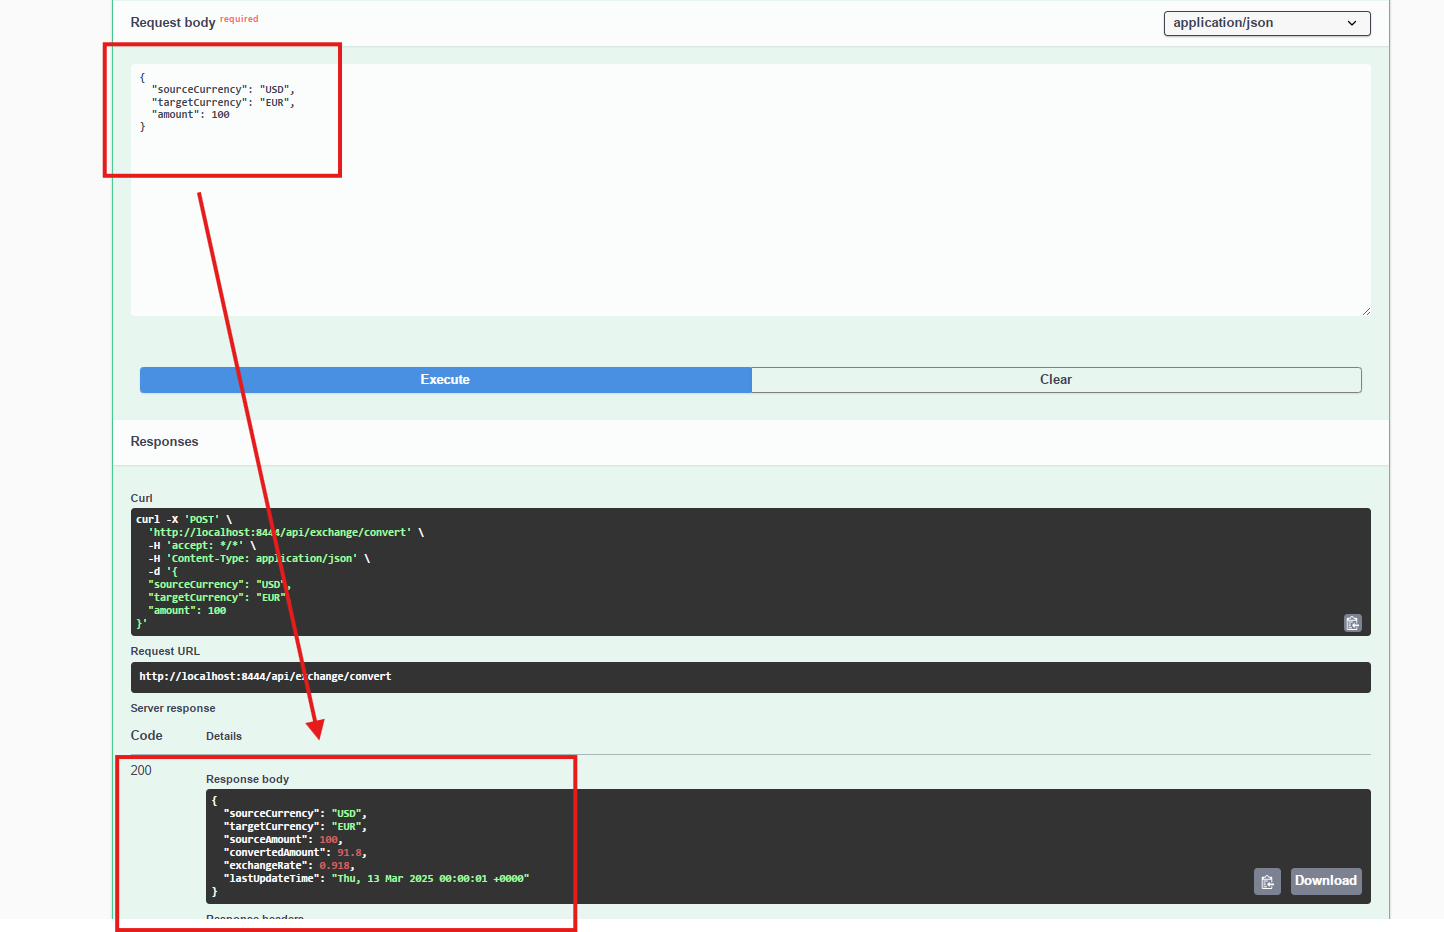 Request body required
application/json
{
  "sourceCurrency": "USD",
  "targetCurrency": "EUR",
  "amount": 100
}
Execute
Clear
Responses
Curl
curl -X 'POST' \
  'http://localhost:8444/api/exchange/convert' \
  -H 'accept: */*' \
  -H 'Content-Type: application/json' \
  -d '{
  "sourceCurrency": "USD",
  "targetCurrency": "EUR",
  "amount": 100
}'
Request URL
http://localhost:8444/api/exchange/convert
Server response
Code
Details
200
Response body
{
  "sourceCurrency": "USD",
  "targetCurrency": "EUR",
  "sourceAmount": 100,
  "convertedAmount": 91.8,
  "exchangeRate": 0.918,
  "lastUpdateTime": "Thu, 13 Mar 2025 00:00:01 +0000"
}
Download
Response headers